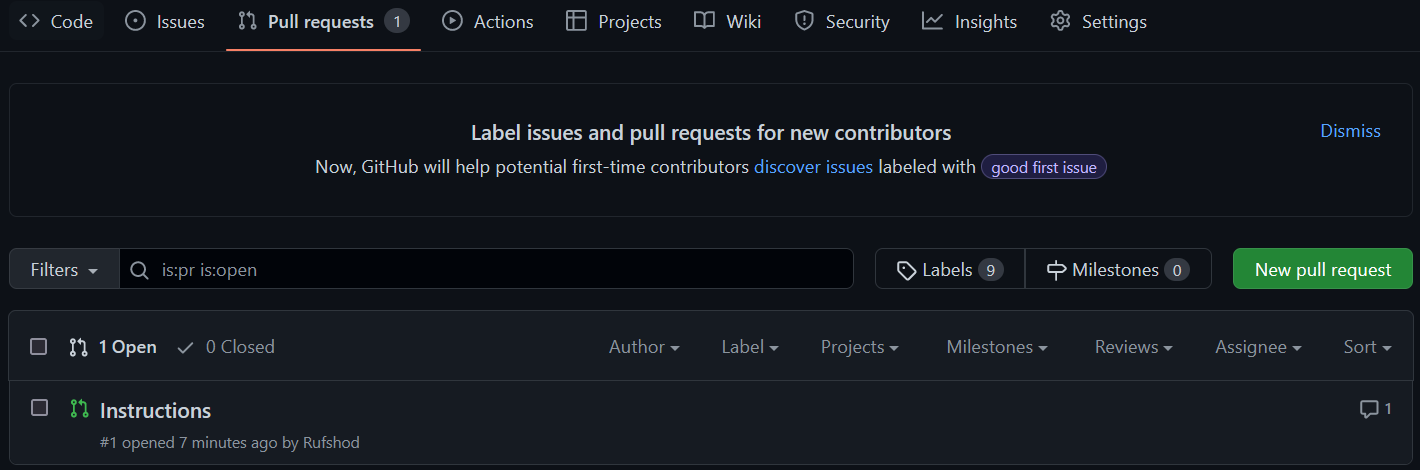 Code Issues Pull requests 1 Actions Projects Wiki Security Insights Settings
Label issues and pull requests for new contributors
Dismiss
Now, GitHub will help potential first-time contributors discover issues labeled with good first issue
Filters is:pr is:open Labels 9 Milestones 0 New pull request
1 Open 0 Closed Author Label Projects Milestones Reviews Assignee Sort
Instructions 1
#1 opened 7 minutes ago by Rufshod